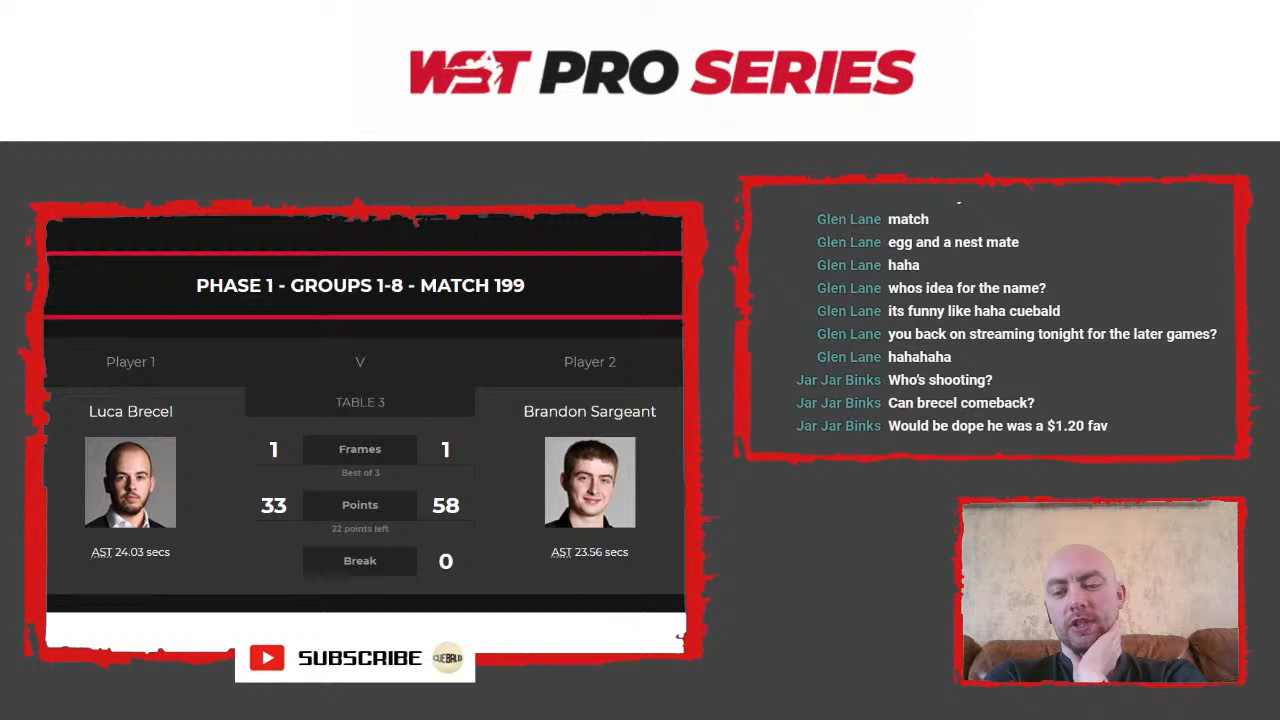 WST PRO SERIES
PHASE 1 - GROUPS 1-8 - MATCH 199
Player 1 V Player 2
TABLE 3
Luca Brecel Brandon Sargeant
1 Frames 1
Best of 3
33 Points 58
22 points left
Break 0
AST 24.03 secs AST 23.56 secs
SUBSCRIBE CUEBALD
Glen Lane match
Glen Lane egg and a nest mate
Glen Lane haha
Glen Lane whos idea for the name?
Glen Lane its funny like haha cuebald
Glen Lane you back on streaming tonight for the later games?
Glen Lane hahahaha
Jar Jar Binks Who's shooting?
Jar Jar Binks Can brecel comeback?
Jar Jar Binks Would be dope he was a $1.20 fav